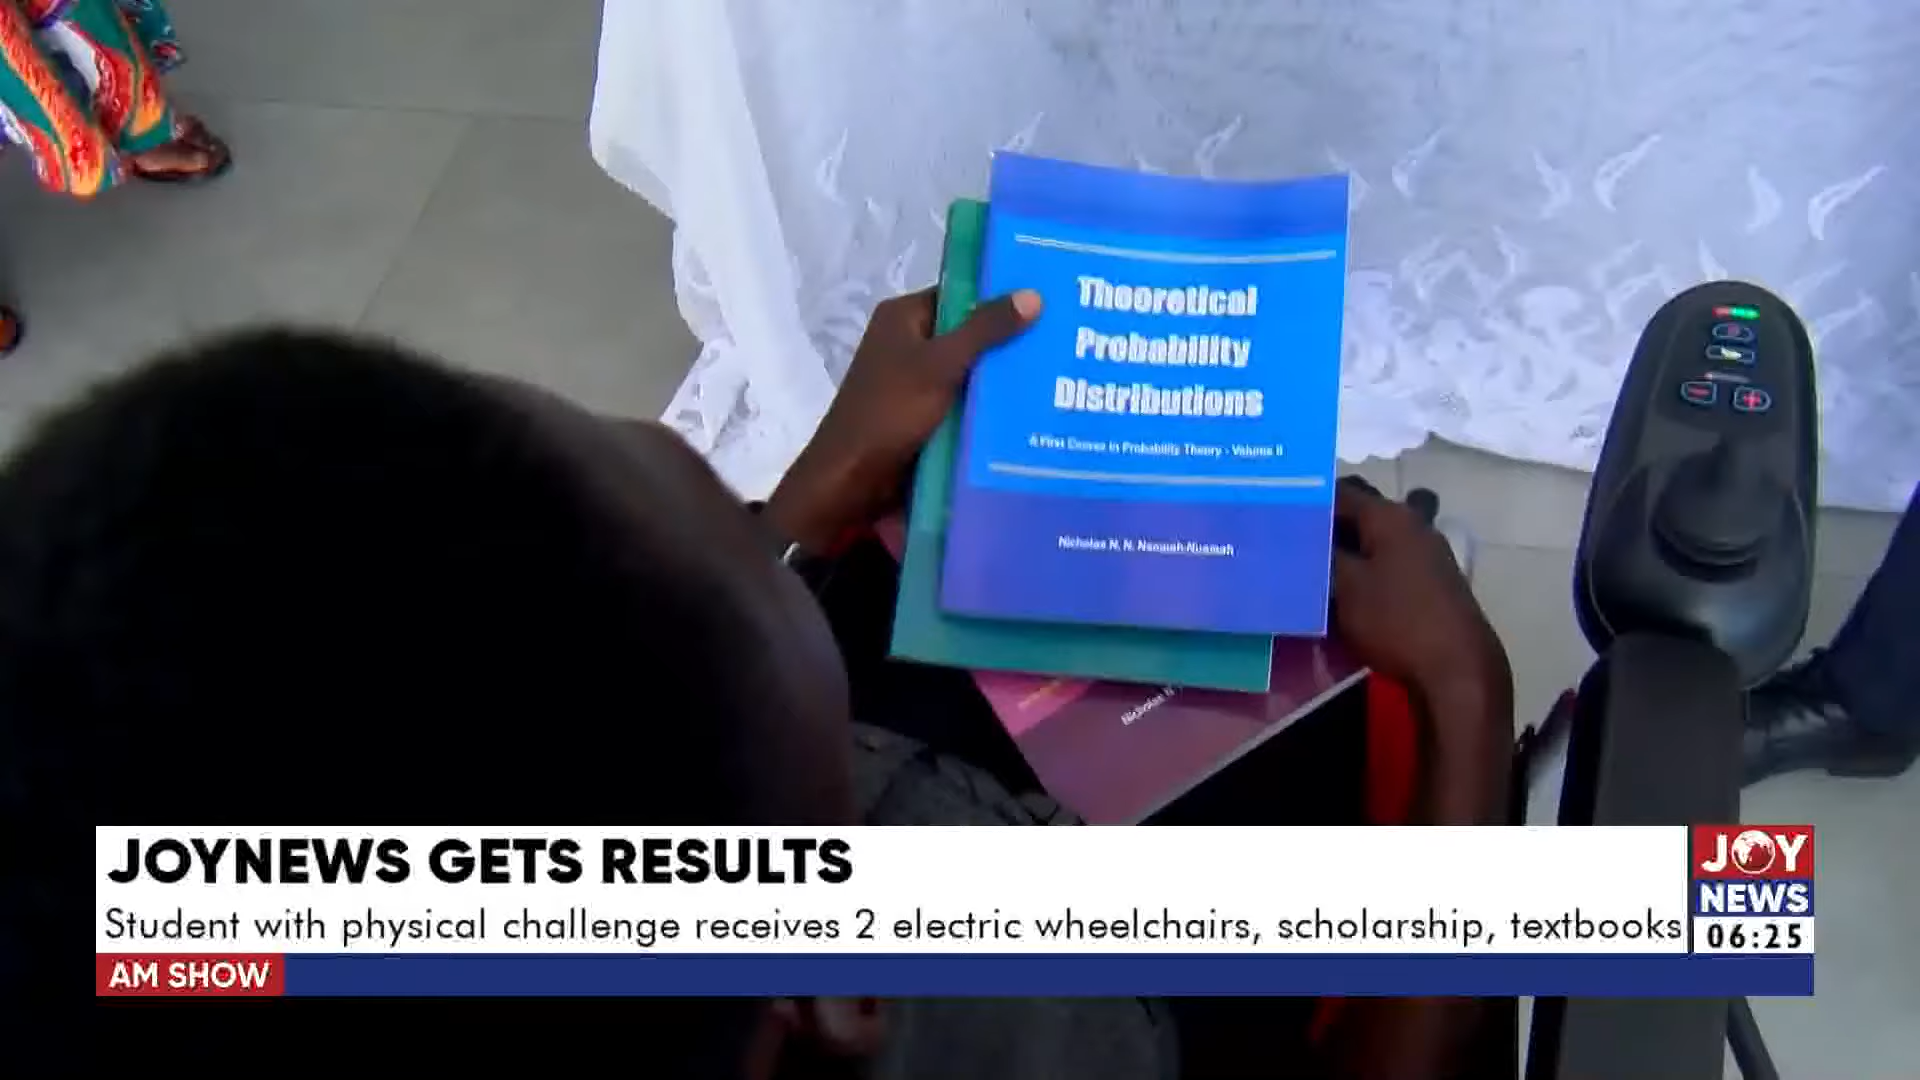 Theoretical
Probability
Distributions
A First Course in Probability Theory - Volume II
Nicholas N. N. Nsowah-Nuamah
Nicholas N
JOYNEWS GETS RESULTS
Student with physical challenge receives 2 electric wheelchairs, scholarship, textbooks
JOY
NEWS
06:25
AM SHOW